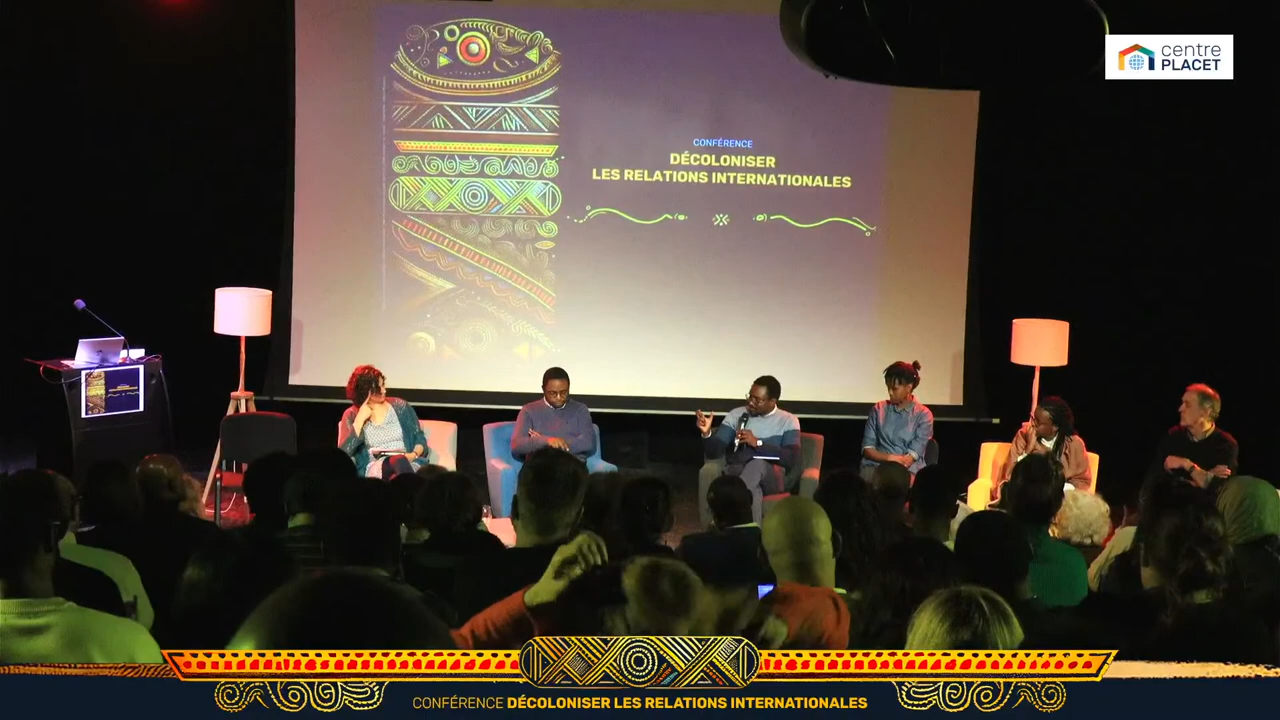 centre
PLACET
CONFÉRENCE
DÉCOLONISER
LES RELATIONS INTERNATIONALES
CONFÉRENCE DÉCOLONISER LES RELATIONS INTERNATIONALES